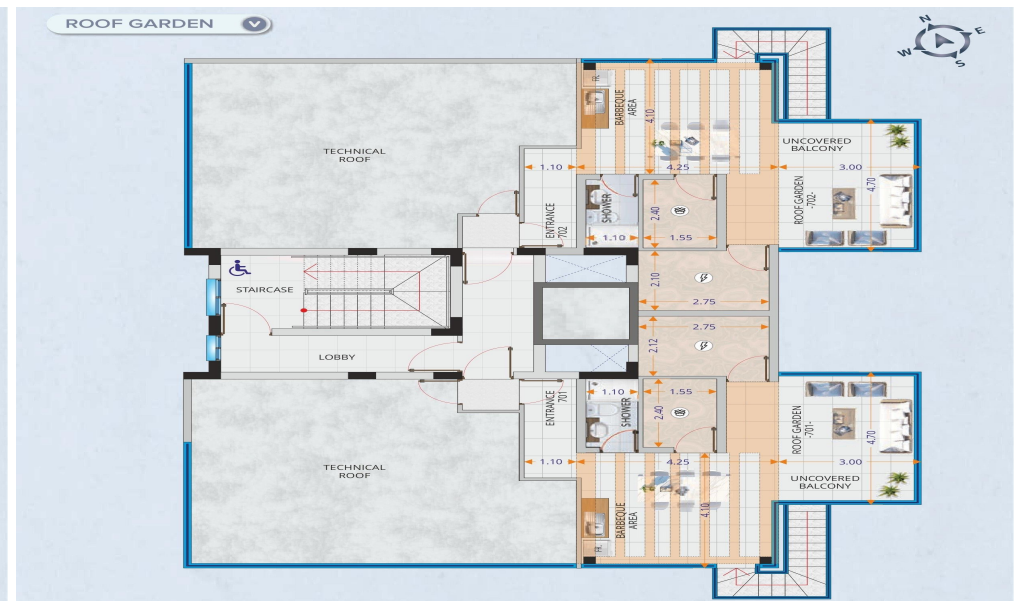 ROOF GARDEN
N
E
W
S
TECHNICAL
ROOF
FR.
BARBEQUE
AREA
4.10
UNCOVERED
BALCONY
1.10
4.25
3.00
4.70
ROOF GARDEN
-702-
ENTRANCE
702
SHOWER
2.40
1.10
1.55
STAIRCASE
2.10
2.75
LOBBY
2.75
2.12
ENTRANCE
701
1.10
SHOWER
1.55
2.40
ROOF GARDEN
-701-
4.70
TECHNICAL
ROOF
1.10
4.25
3.00
UNCOVERED
BALCONY
BARBEQUE
AREA
4.10
FR.